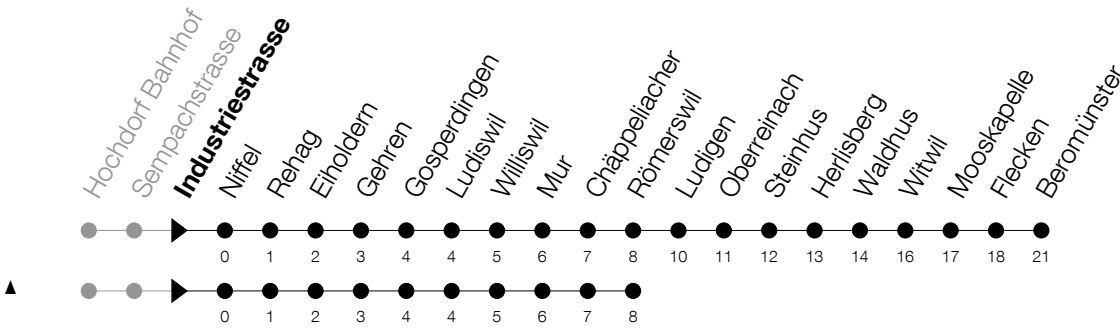 Hochdorf Bahnhof
Sempachstrasse
Industriestrasse
Niffel
Rehag
Eiholdern
Gehren
Gosperdingen
Ludiswil
Williswil
Mur
Chäppeliacher
Römerswil
Ludigen
Oberreinach
Steinhus
Herlisberg
Waldhus
Witwil
Mooskapelle
Flecken
Beromünster
0 1 2 3 4 4 5 6 7 8 10 11 12 13 14 16 17 18 21
0 1 2 3 4 4 5 6 7 8